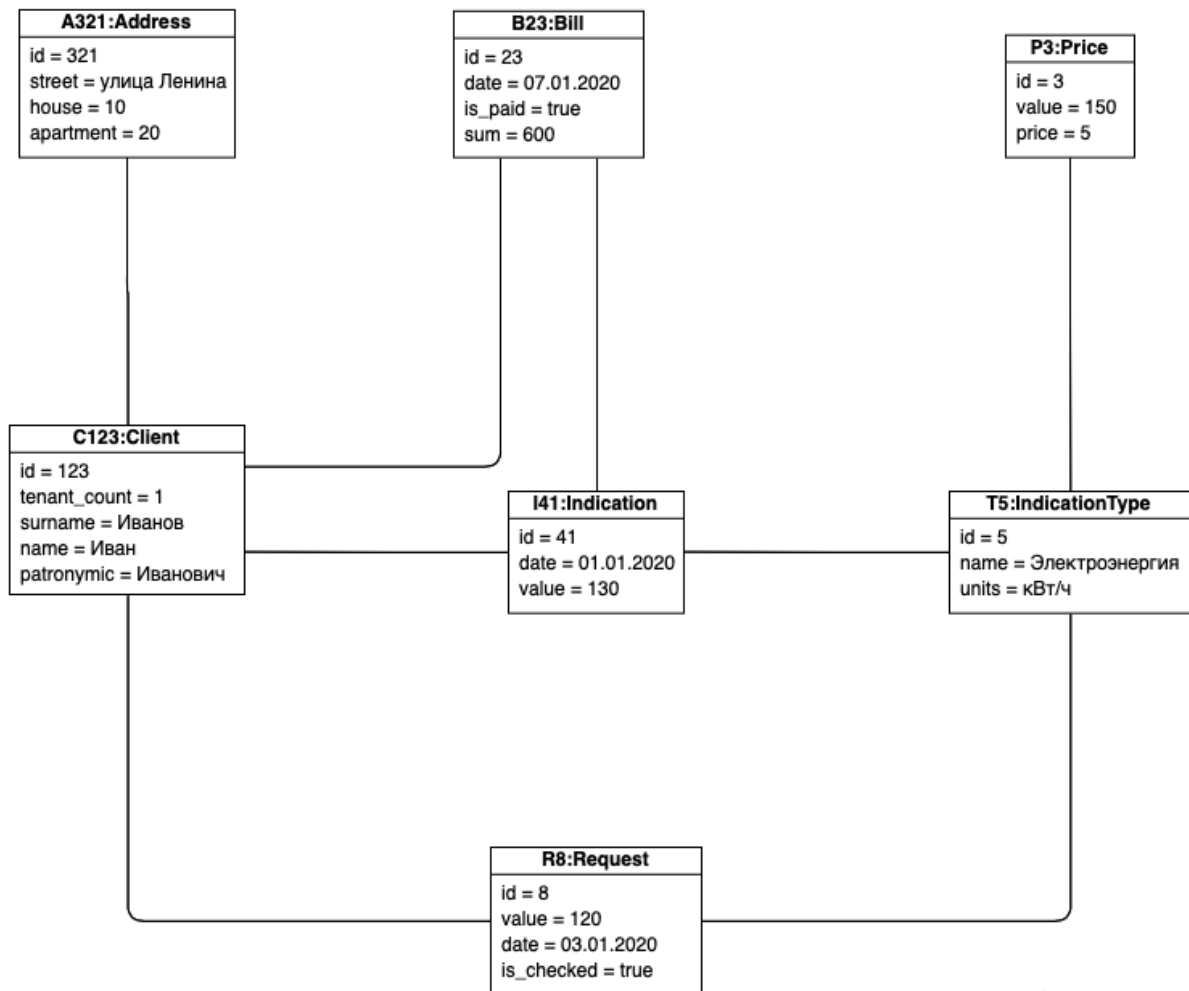 A321:Address
id = 321
street = улица Ленина
house = 10
apartment = 20
B23:Bill
id = 23
date = 07.01.2020
is_paid = true
sum = 600
P3:Price
id = 3
value = 150
price = 5
C123:Client
id = 123
tenant_count = 1
surname = Иванов
name = Иван
patronymic = Иванович
I41:Indication
id = 41
date = 01.01.2020
value = 130
T5:IndicationType
id = 5
name = Электроэнергия
units = кВт/ч
R8:Request
id = 8
value = 120
date = 03.01.2020
is_checked = true